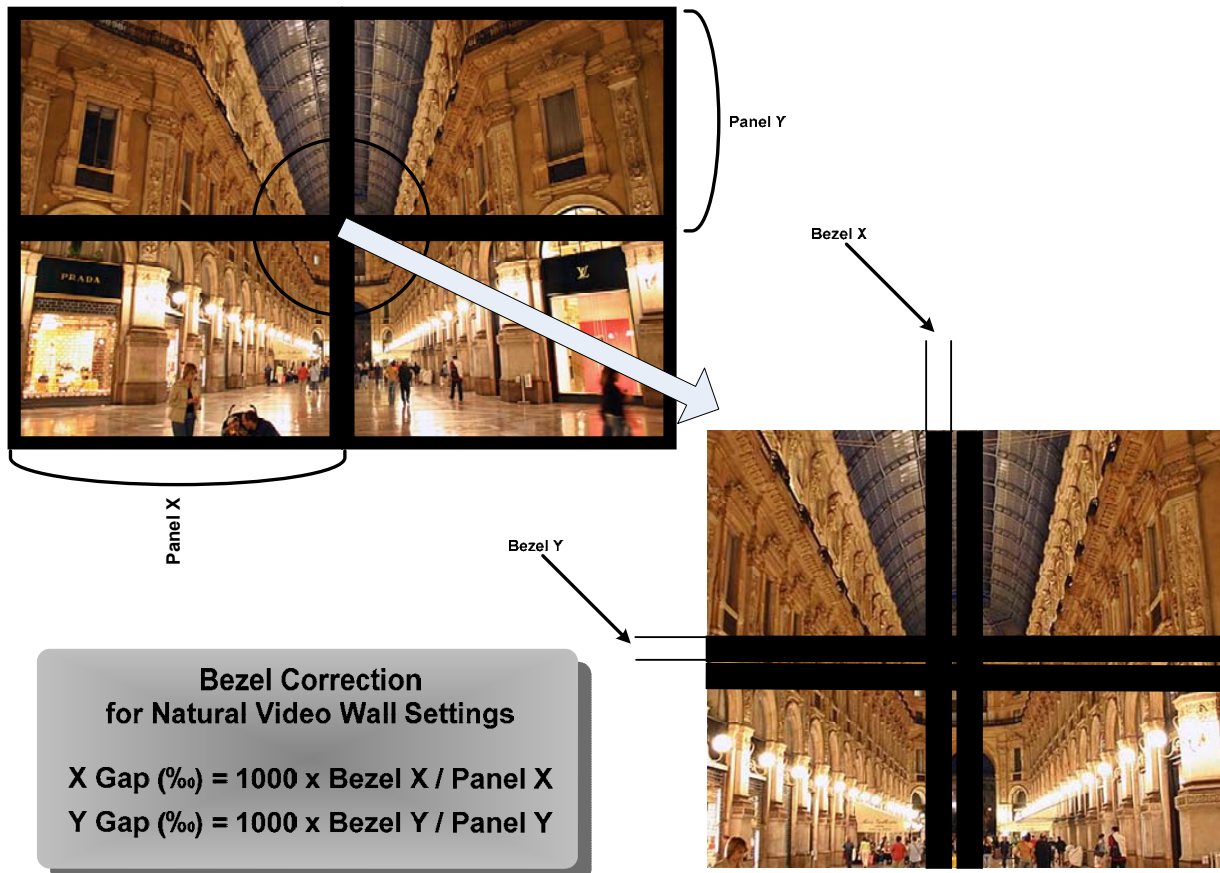 Panel Y
Bezel X
PRADA
LV
Panel X
Bezel Y
Bezel Correction
for Natural Video Wall Settings
X Gap (‰) = 1000 x Bezel X / Panel X
Y Gap (‰) = 1000 x Bezel Y / Panel Y